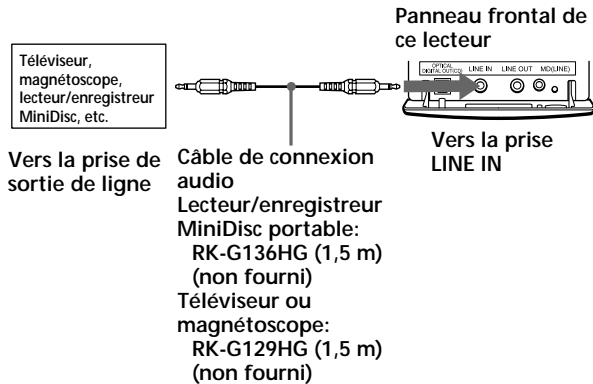 Panneau frontal de
ce lecteur
Téléviseur,
magnétoscope,
lecteur/enregistreur
MiniDisc, etc.
OPTICAL
DIGITAL OUT(CD)
LINE IN
LINE OUT
MD(LINE)
Vers la prise de
sortie de ligne
Câble de connexion
audio
Lecteur/enregistreur
MiniDisc portable:
RK-G136HG (1,5 m)
(non fourni)
Téléviseur ou
magnétoscope:
RK-G129HG (1,5 m)
(non fourni)
Vers la prise
LINE IN